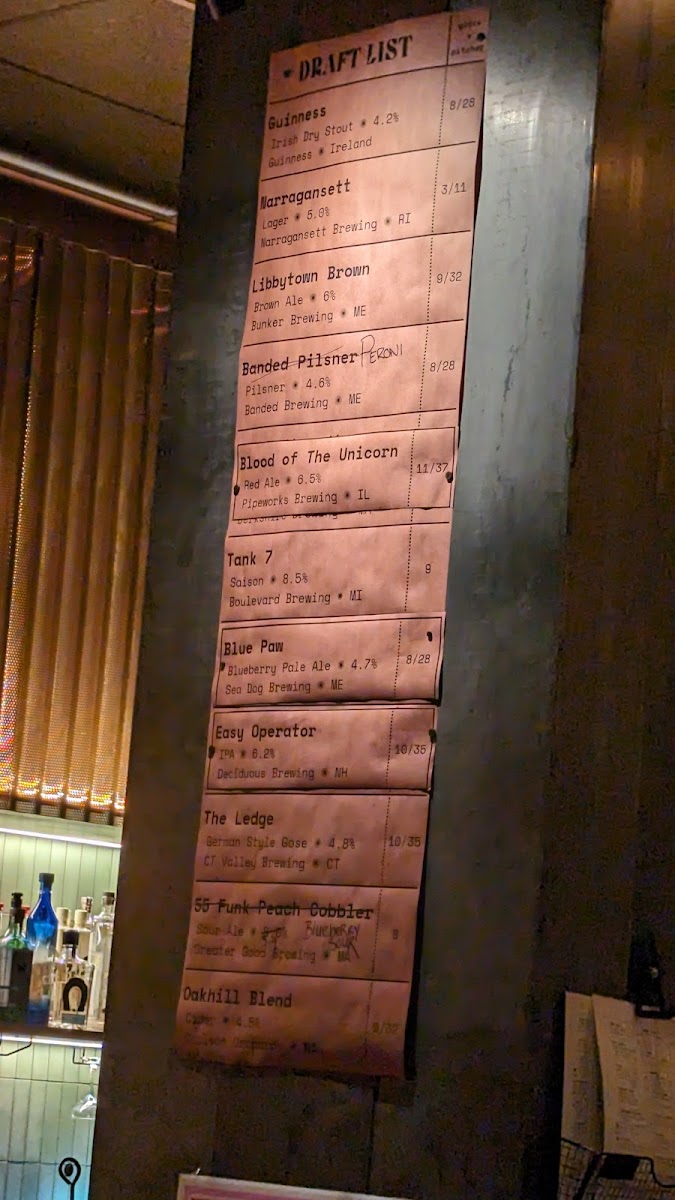 DRAFT LIST
Guinness
Irish Dry Stout * 4.2%
Guinness * Ireland
8/28
Narragansett
Lager * 5.0%
Narragansett Brewing * RI
3/11
Libbytown Brown
Brown Ale * 6%
Bunker Brewing * ME
9/32
Banded Pilsner PERONI
Pilsner * 4.6%
Banded Brewing * ME
8/28
Blood of The Unicorn
Red Ale * 6.5%
Pipeworks Brewing * IL
11/37
Tank 7
Saison * 8.5%
Boulevard Brewing * MI
9
Blue Paw
Blueberry Pale Ale * 4.7%
Sea Dog Brewing * ME
8/28
Easy Operator
IPA * 6.2%
Deciduous Brewing * NH
10/35
The Ledge
German Style Gose * 4.8%
CT Valley Brewing * CT
10/35
55 Funk Peach Cobbler
Sour Ale * BLUEBERRY
SOUR
Greater Good Brewing * MA
Oakhill Blend
Cider * 4.5%